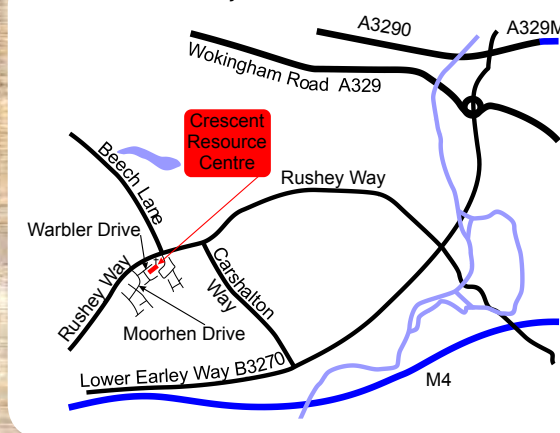 A3290
A329M
Wokingham Road A329
Crescent
Resource
Centre
Beech Lane
Rushey Way
Warbler Drive
Rushey Way
Carshalton
Way
Moorhen Drive
Lower Earley Way B3270
M4